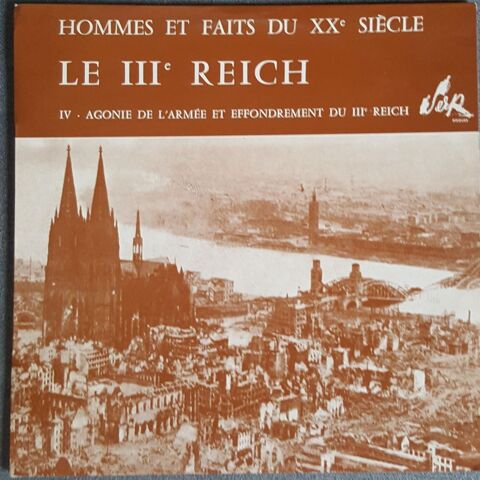 HOMMES ET FAITS DU XXe SIÈCLE
LE IIIe REICH
IV · AGONIE DE L'ARMÉE ET EFFONDREMENT DU IIIe REICH
Serp